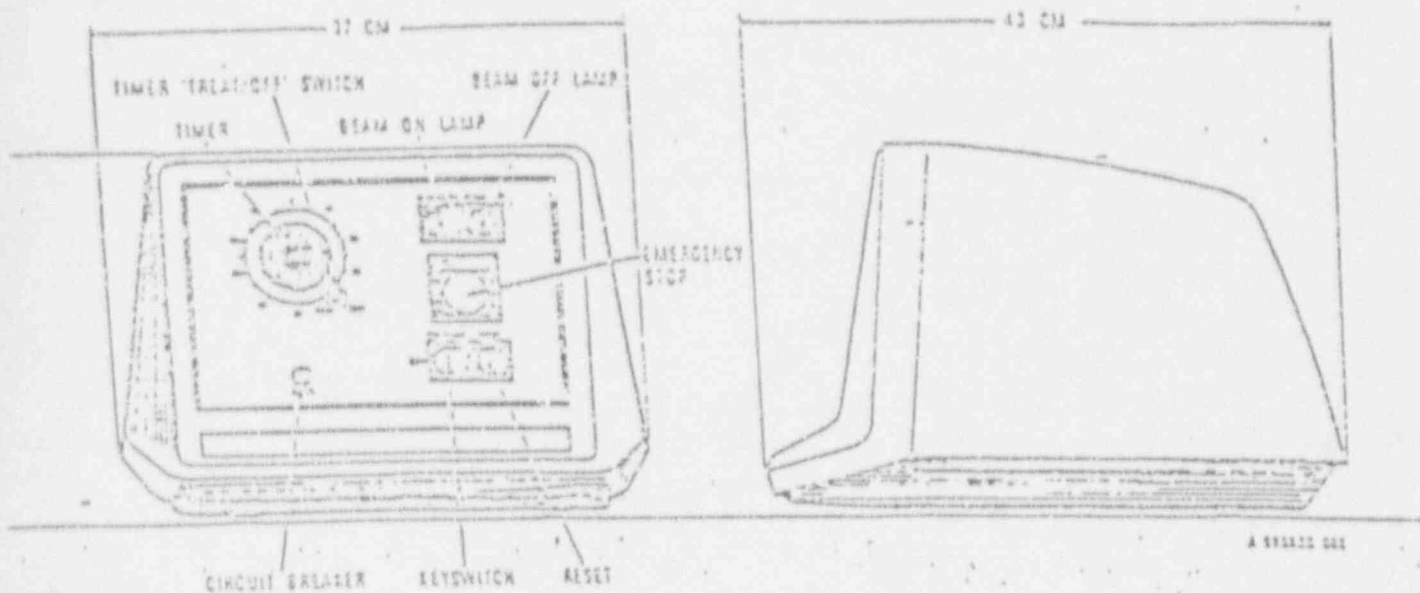 37 CM
43 CM
TIMER "TREAT/OFF" SWITCH
BEAM OFF LAMP
TIMER
BEAM ON LAMP
EMERGENCY
STOP
CIRCUIT BREAKER
KEYSWITCH
RESET